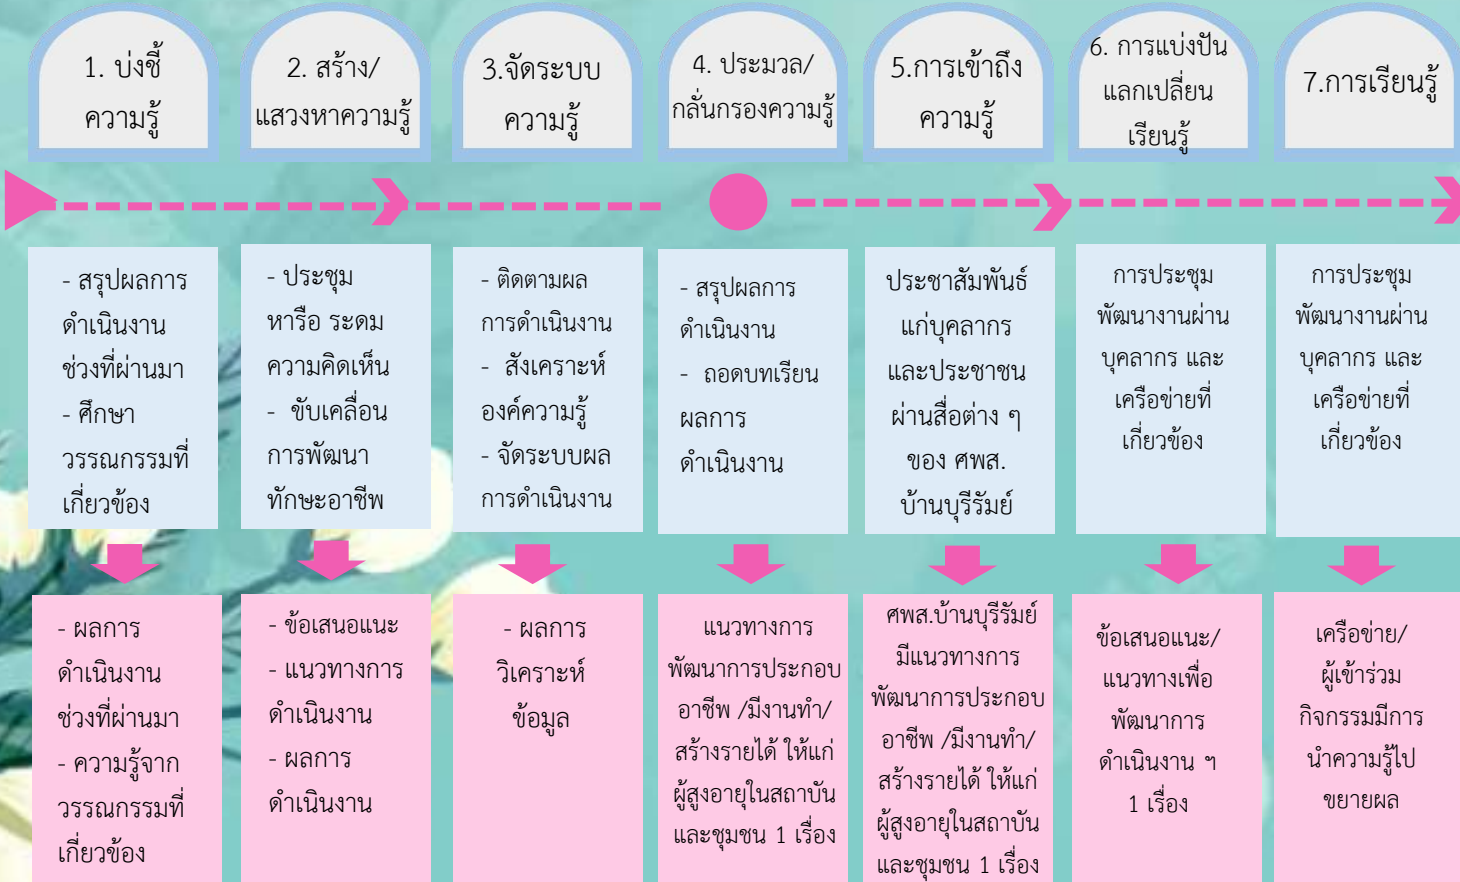 1. บ่งชี้
ความรู้
2. สร้าง/
แสวงหาความรู้
3.จัดระบบ
ความรู้
4. ประมวล/
กลั่นกรองความรู้
5.การเข้าถึง
ความรู้
6. การแบ่งปัน
แลกเปลี่ยน
เรียนรู้
7.การเรียนรู้
- สรุปผลการ
ดำเนินงาน
ช่วงที่ผ่านมา
- ศึกษา
วรรณกรรมที่
เกี่ยวข้อง
- ประชุม
หารือ ระดม
ความคิดเห็น
- ขับเคลื่อน
การพัฒนา
ทักษะอาชีพ
- ติดตามผล
การดำเนินงาน
- สังเคราะห์
องค์ความรู้
- จัดระบบผล
การดำเนินงาน
- สรุปผลการ
ดำเนินงาน
- ถอดบทเรียน
ผลการ
ดำเนินงาน
ประชาสัมพันธ์
แก่บุคลากร
และประชาชน
ผ่านสื่อต่าง ๆ
ของ ศพส.
บ้านบุรีรัมย์
การประชุม
พัฒนางานผ่าน
บุคลากร และ
เครือข่ายที่
เกี่ยวข้อง
การประชุม
พัฒนางานผ่าน
บุคลากร และ
เครือข่ายที่
เกี่ยวข้อง
- ผลการ
ดำเนินงาน
ช่วงที่ผ่านมา
- ความรู้จาก
วรรณกรรมที่
เกี่ยวข้อง
- ข้อเสนอแนะ
- แนวทางการ
ดำเนินงาน
- ผลการ
ดำเนินงาน
- ผลการ
วิเคราะห์
ข้อมูล
แนวทางการ
พัฒนาการประกอบ
อาชีพ /มีงานทำ/
สร้างรายได้ ให้แก่
ผู้สูงอายุในสถาบัน
และชุมชน 1 เรื่อง
ศพส.บ้านบุรีรัมย์
มีแนวทางการ
พัฒนาการประกอบ
อาชีพ /มีงานทำ/
สร้างรายได้ ให้แก่
ผู้สูงอายุในสถาบัน
และชุมชน 1 เรื่อง
ข้อเสนอแนะ/
แนวทางเพื่อ
พัฒนาการ
ดำเนินงาน ฯ
1 เรื่อง
เครือข่าย/
ผู้เข้าร่วม
กิจกรรมมีการ
นำความรู้ไป
ขยายผล